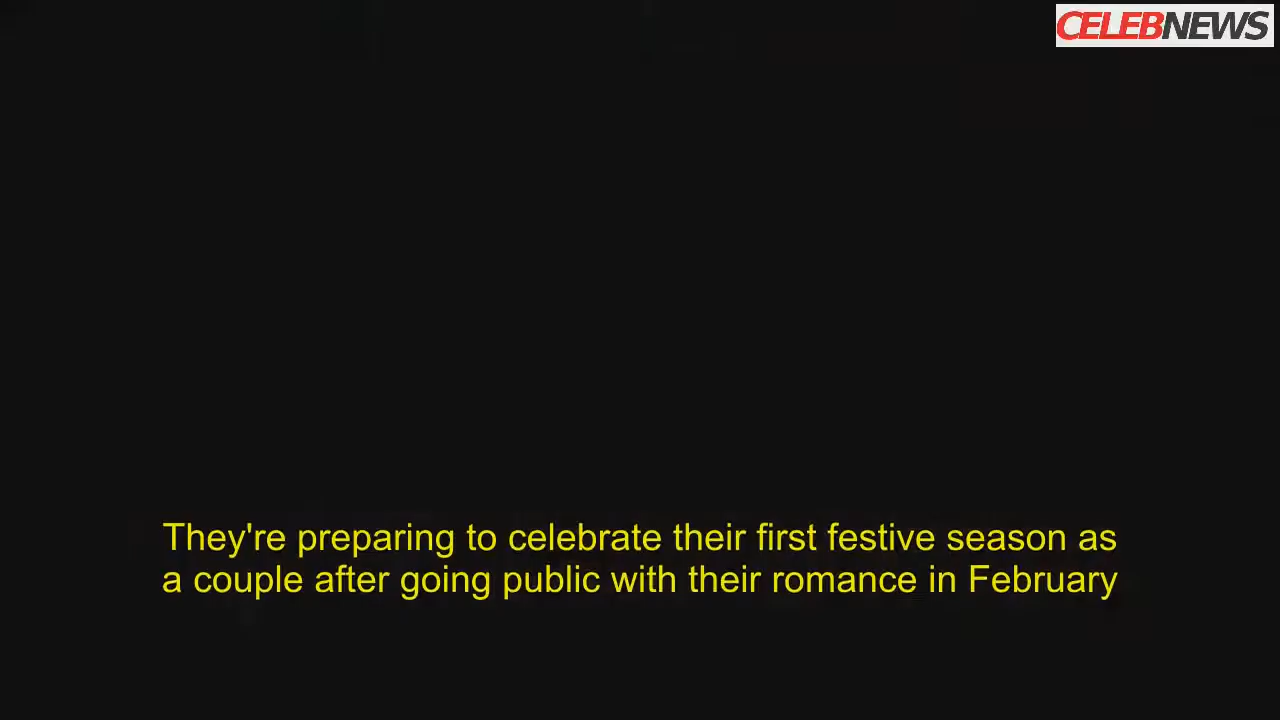 CELEBNEWS
They're preparing to celebrate their first festive season as
a couple after going public with their romance in February